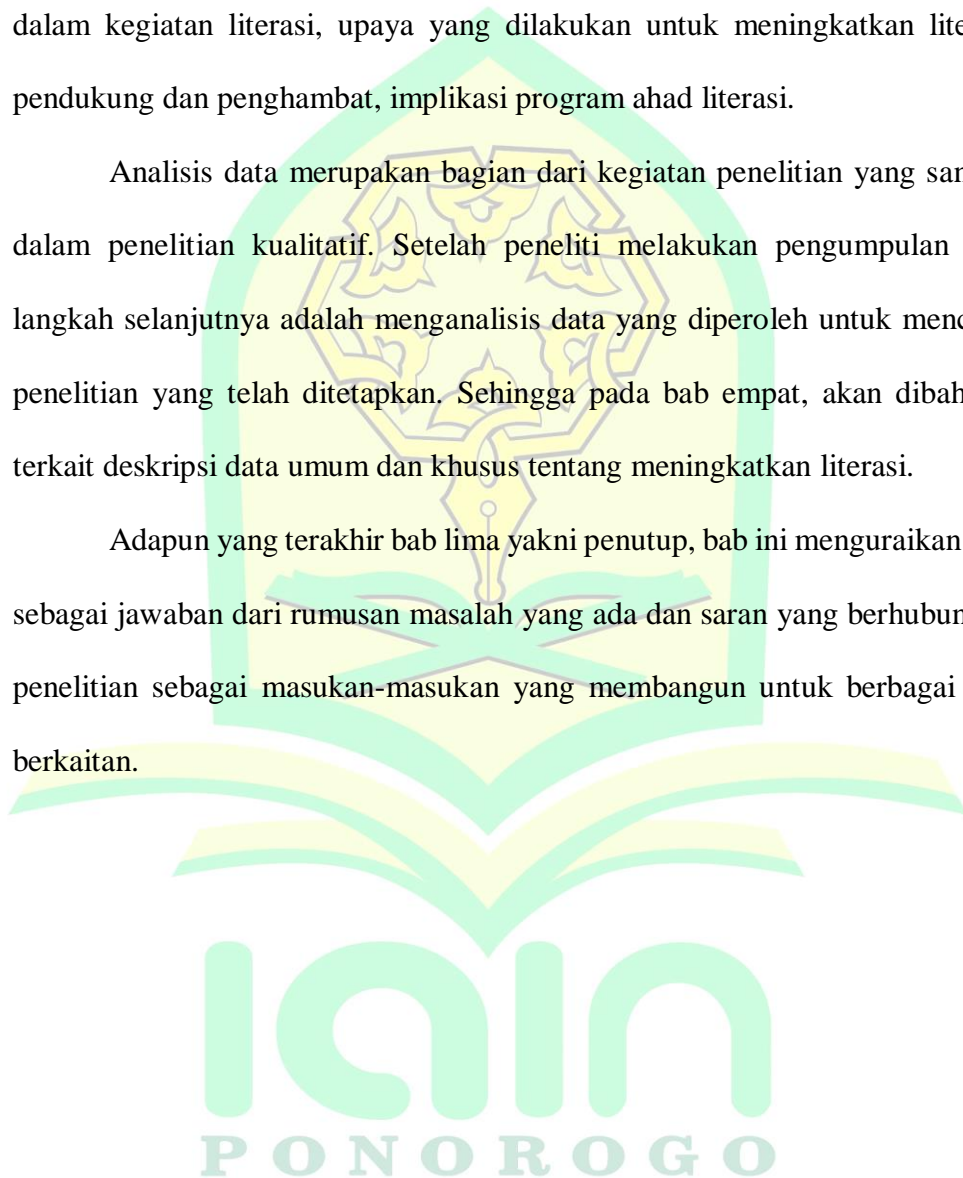 dalam kegiatan literasi, upaya yang dilakukan untuk meningkatkan lite
pendukung dan penghambat, implikasi program ahad literasi.
Analisis data merupakan bagian dari kegiatan penelitian yang san
dalam penelitian kualitatif. Setelah peneliti melakukan pengumpulan
langkah selanjutnya adalah menganalisis data yang diperoleh untuk menc
penelitian yang telah ditetapkan. Sehingga pada bab empat, akan dibah
terkait deskripsi data umum dan khusus tentang meningkatkan literasi.
Adapun yang terakhir bab lima yakni penutup, bab ini menguraikan
sebagai jawaban dari rumusan masalah yang ada dan saran yang berhubun
penelitian sebagai masukan-masukan yang membangun untuk berbagai
berkaitan.
iain
PONOROGO